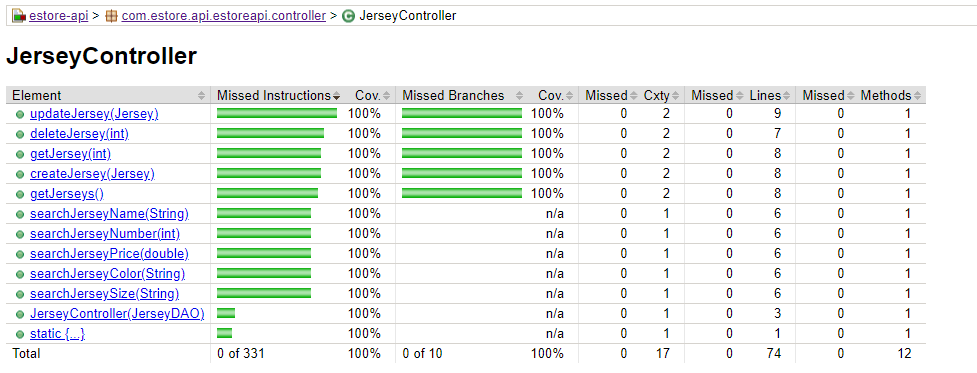 estore-api > com.estore.api.estoreapi.controller > JerseyController
JerseyController
Element Missed Instructions Cov. Missed Branches Cov. Missed Cxty Missed Lines Missed Methods
updateJersey(Jersey) 100% 100% 0 2 0 9 0 1
deleteJersey(int) 100% 100% 0 2 0 7 0 1
getJersey(int) 100% 100% 0 2 0 8 0 1
createJersey(Jersey) 100% 100% 0 2 0 8 0 1
getJerseys() 100% 100% 0 2 0 8 0 1
searchJerseyName(String) 100% n/a 0 1 0 6 0 1
searchJerseyNumber(int) 100% n/a 0 1 0 6 0 1
searchJerseyPrice(double) 100% n/a 0 1 0 6 0 1
searchJerseyColor(String) 100% n/a 0 1 0 6 0 1
searchJerseySize(String) 100% n/a 0 1 0 6 0 1
JerseyController(JerseyDAO) 100% n/a 0 1 0 3 0 1
static {...} 100% n/a 0 1 0 1 0 1
Total 0 of 331 100% 0 of 10 100% 0 17 0 74 0 12